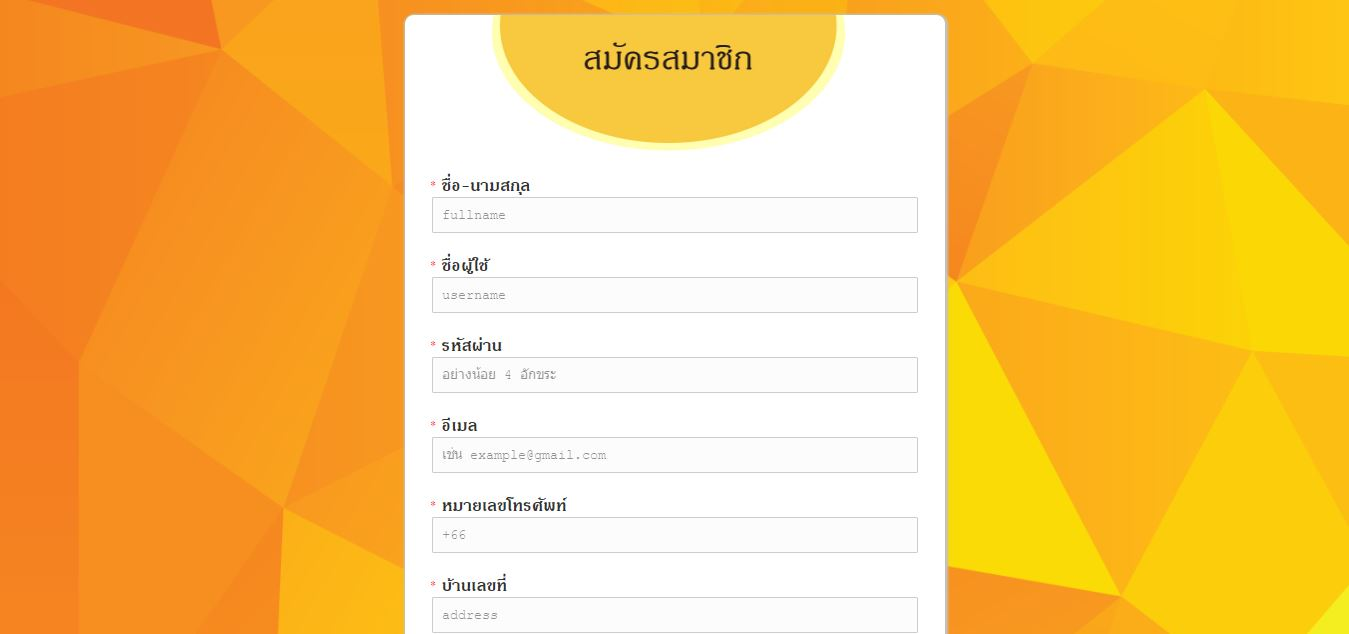 สมัครสมาชิก
* ชื่อ-นามสกุล
fullname
* ชื่อผู้ใช้
username
* รหัสผ่าน
อย่างน้อย 4 อักขระ
* อีเมล
เช่น example@gmail.com
* หมายเลขโทรศัพท์
+66
* บ้านเลขที่
address